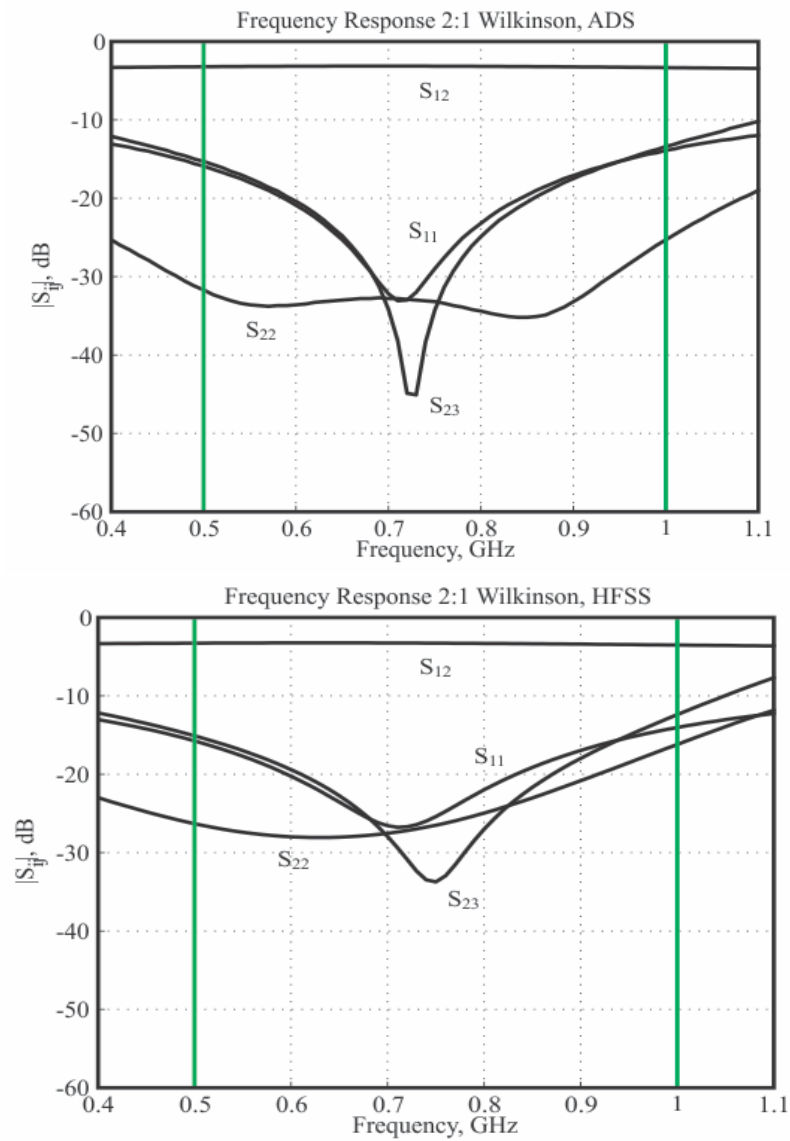 Frequency Response 2:1 Wilkinson, ADS
0
-10
-20
-30
-40
-50
-60
|Sij|, dB
S12
S11
S22
S23
0.4 0.5 0.6 0.7 0.8 0.9 1 1.1
Frequency, GHz
Frequency Response 2:1 Wilkinson, HFSS
0
-10
-20
-30
-40
-50
-60
|Sij|, dB
S12
S11
S22
S23
0.4 0.5 0.6 0.7 0.8 0.9 1 1.1
Frequency, GHz